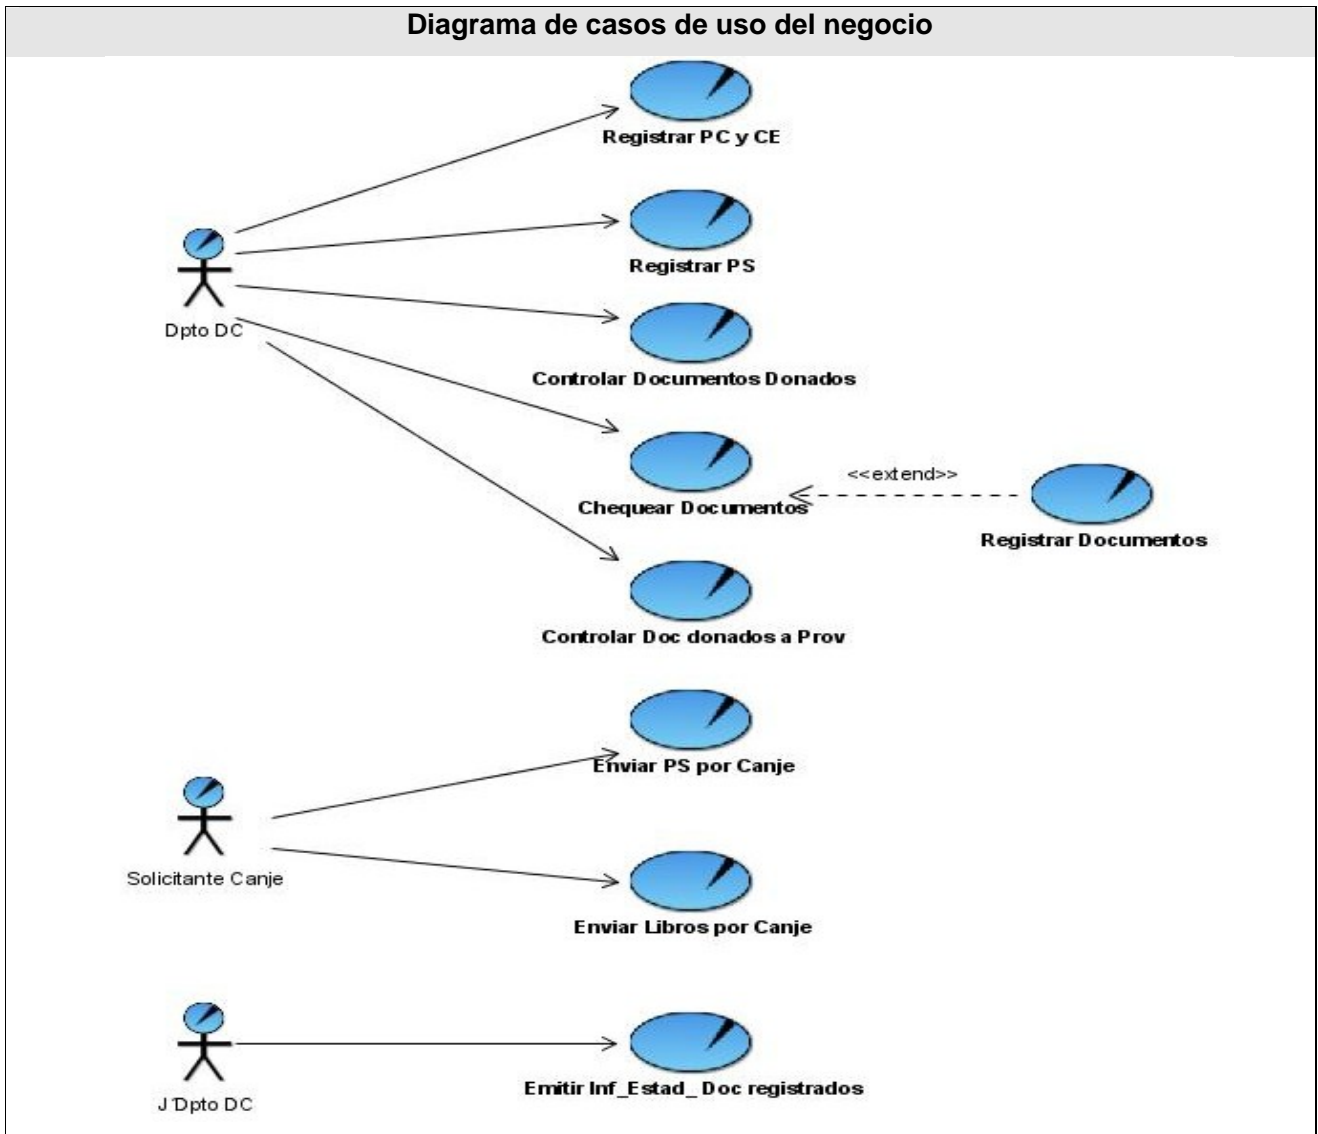 Diagrama de casos de uso del negocio
Registrar PC y CE
Registrar PS
Dpto DC
Controlar Documentos Donados
<<extend>>
Chequear Documentos
Registrar Documentos
Controlar Doc donados a Prov
Enviar PS por Canje
Solicitante Canje
Enviar Libros por Canje
Emitir Inf_Estad_ Doc registrados
J´Dpto DC